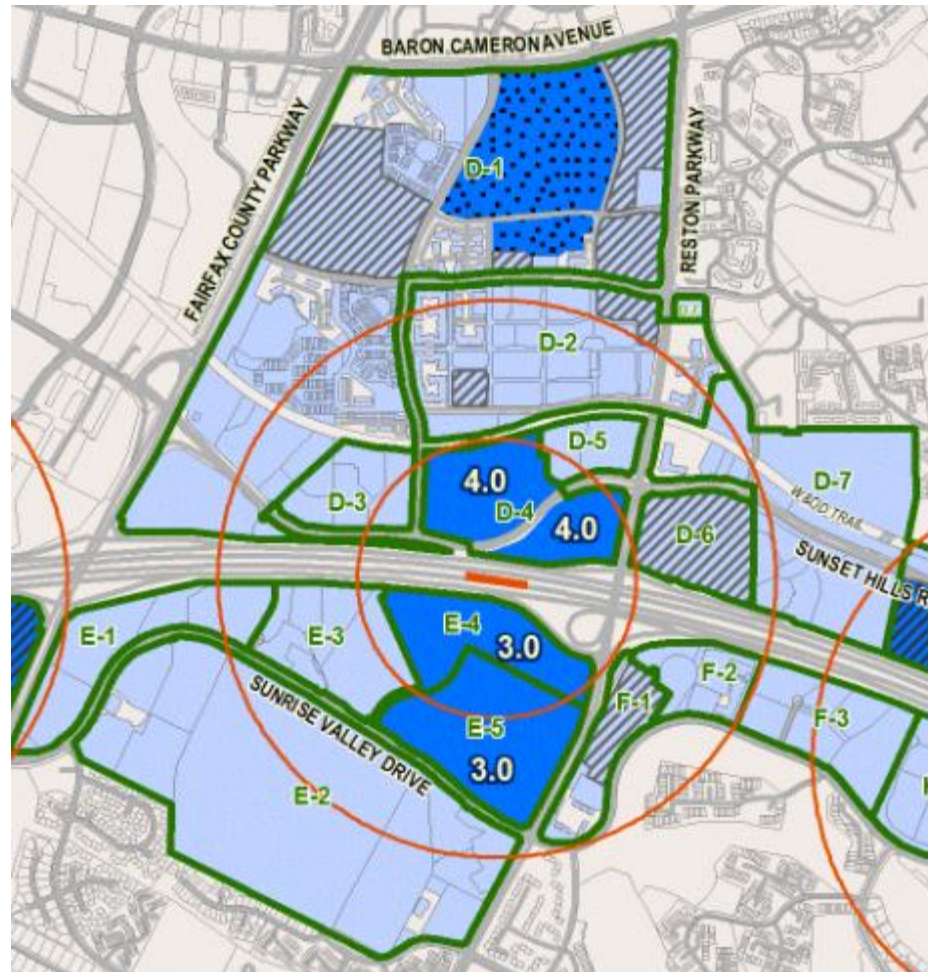 BARON CAMERON AVENUE
FAIRFAX COUNTY PARKWAY
RESTON PARKWAY
D-1
D-2
D-5
D-3
4.0
D-4
4.0
D-6
D-7
W&OD TRAIL
SUNSET HILLS R
E-1
E-3
E-4
3.0
E-5
3.0
F-1
F-2
F-3
SUNRISE VALLEY DRIVE
E-2